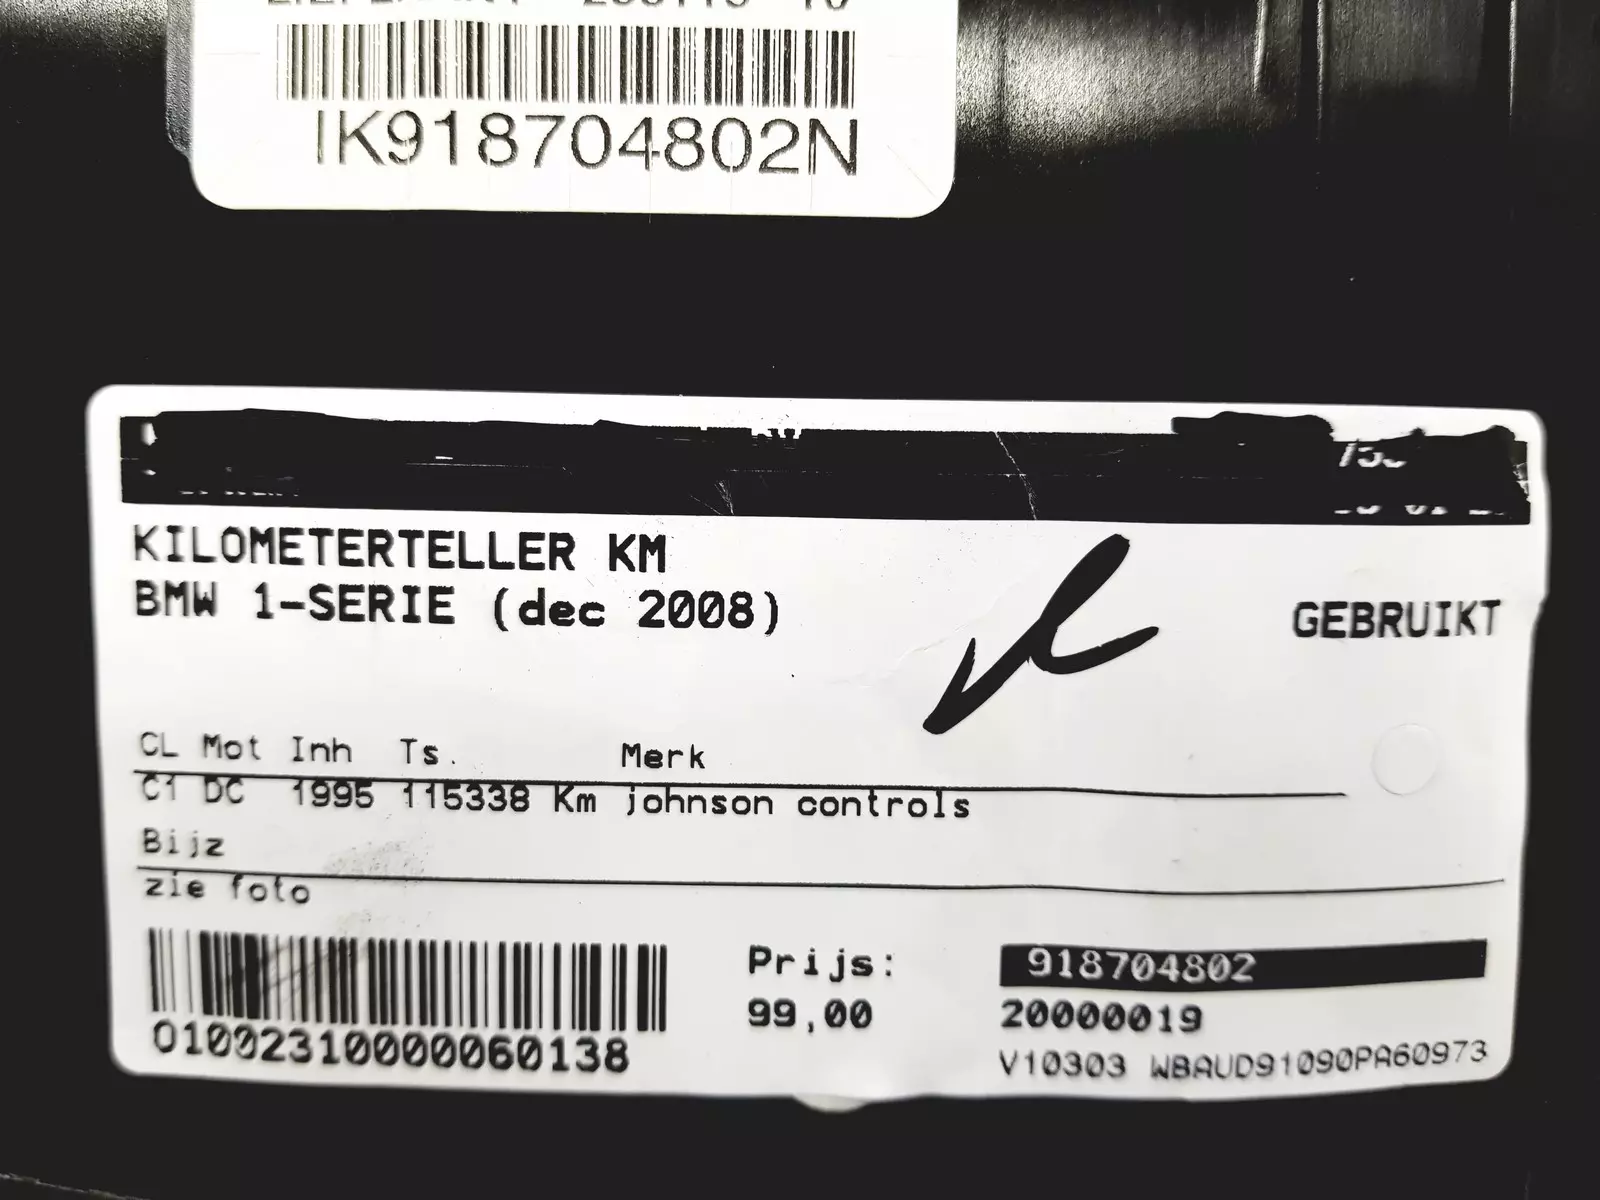 IK918704802N
KILOMETERTELLER KM
BMW 1-SERIE (dec 2008)
GEBRUIKT
CL Mot Inh Ts. Merk
C1 DC 1995 115338 Km johnson controls
Bijz
zie foto
01002310000060138
Prijs:
99,00
918704802
20000019
V10303 WBAUD91090PA60973